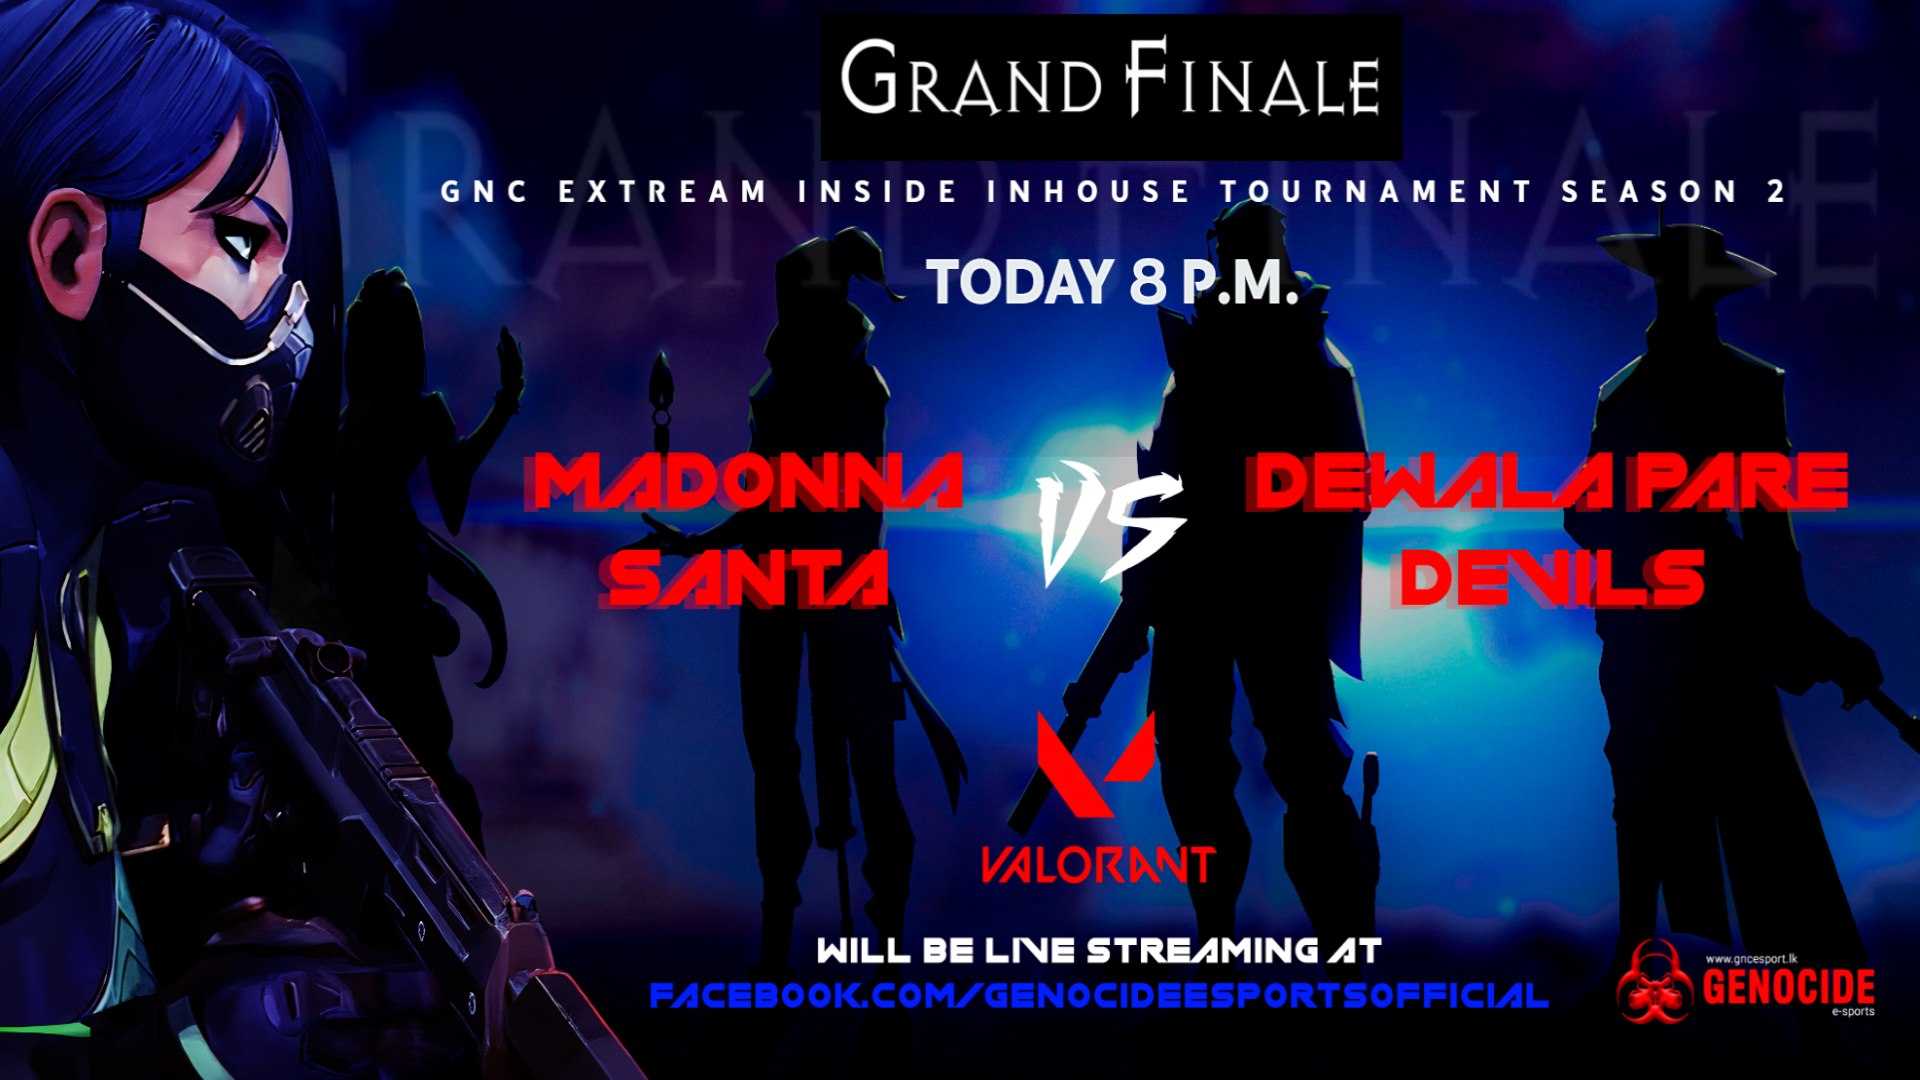 GRAND FINALE
GNC EXTREAM INSIDE INHOUSE TOURNAMENT SEASON 2
TODAY 8 P.M.
MADONNA SANTA
VS
DEWALA PARE DEVILS
VALORANT
WILL BE LIVE STREAMING AT
FACEBOOK.COM/GENOCIDEESPORTSOFFICIAL
www.gncesport.lk
GENOCIDE
e-sports